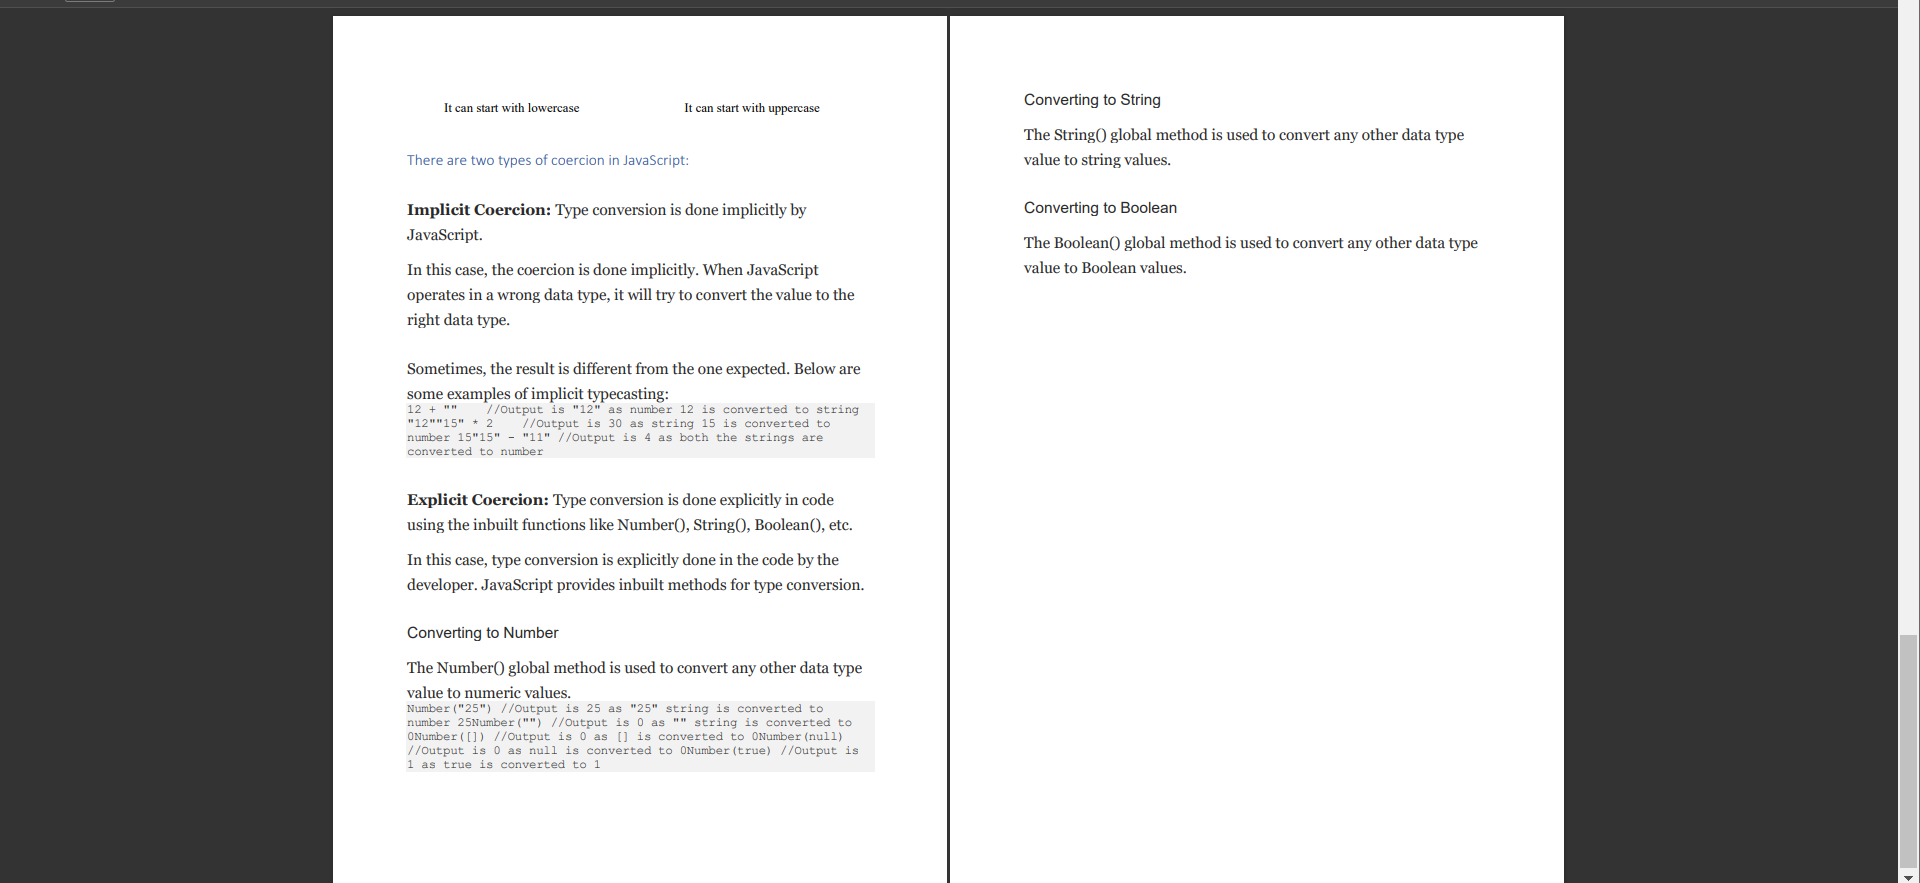 It can start with lowercase It can start with uppercase
There are two types of coercion in JavaScript:
Implicit Coercion: Type conversion is done implicitly by
JavaScript.
In this case, the coercion is done implicitly. When JavaScript
operates in a wrong data type, it will try to convert the value to the
right data type.
Sometimes, the result is different from the one expected. Below are
some examples of implicit typecasting:
12 + ""    //Output is "12" as number 12 is converted to string
"12""15" * 2    //Output is 30 as string 15 is converted to
number 15"15" - "11" //Output is 4 as both the strings are
converted to number
Explicit Coercion: Type conversion is done explicitly in code
using the inbuilt functions like Number(), String(), Boolean(), etc.
In this case, type conversion is explicitly done in the code by the
developer. JavaScript provides inbuilt methods for type conversion.
Converting to Number
The Number() global method is used to convert any other data type
value to numeric values.
Number("25") //Output is 25 as "25" string is converted to
number 25Number("") //Output is 0 as "" string is converted to
0Number([]) //Output is 0 as [] is converted to 0Number(null)
//Output is 0 as null is converted to 0Number(true) //Output is
1 as true is converted to 1
Converting to String
The String() global method is used to convert any other data type
value to string values.
Converting to Boolean
The Boolean() global method is used to convert any other data type
value to Boolean values.